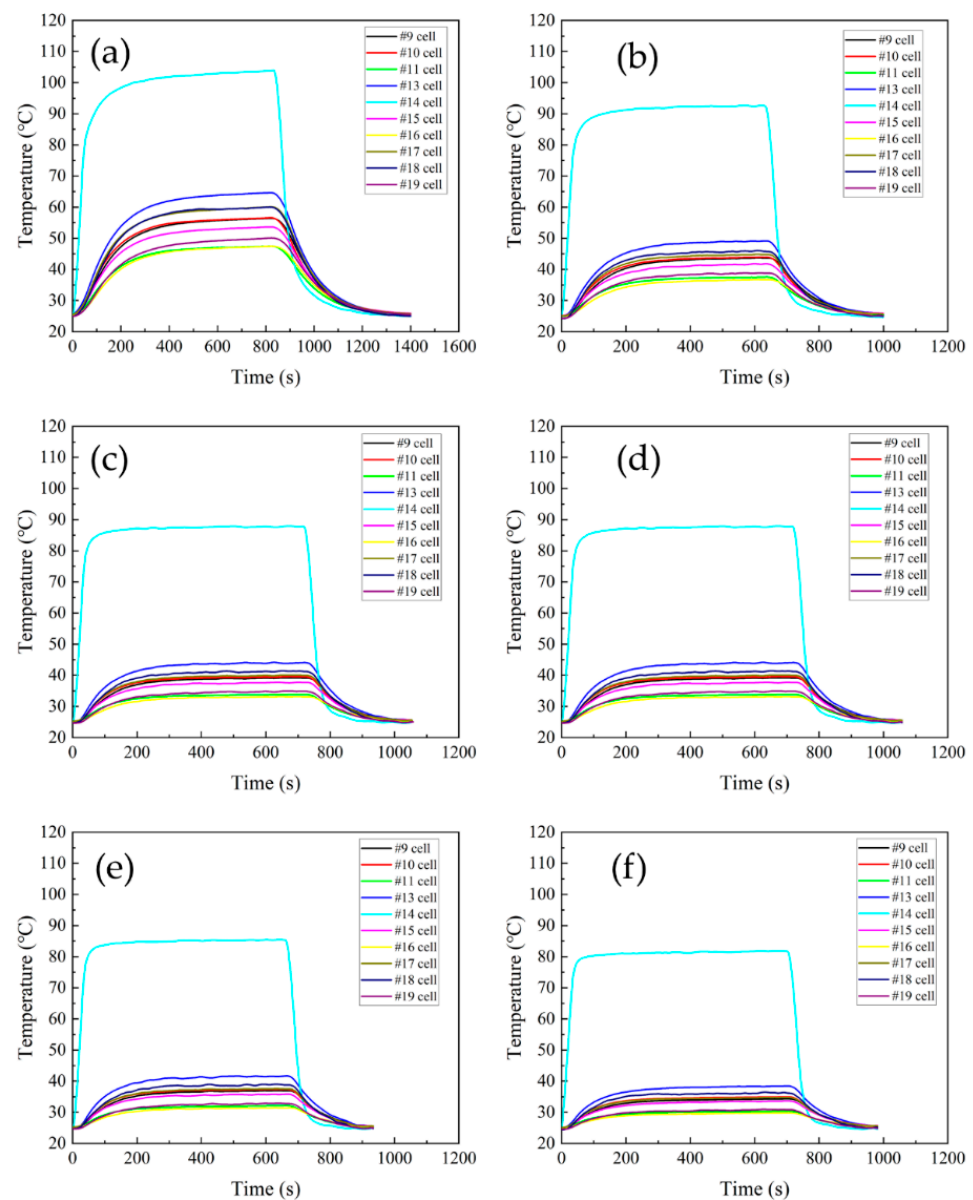 (a)
Temperature (℃)
120
110
100
90
80
70
60
50
40
30
20
#9 cell
#10 cell
#11 cell
#13 cell
#14 cell
#15 cell
#16 cell
#17 cell
#18 cell
#19 cell
0 200 400 600 800 1000 1200 1400 1600
Time (s)
(b)
Temperature (℃)
120
110
100
90
80
70
60
50
40
30
20
#9 cell
#10 cell
#11 cell
#13 cell
#14 cell
#15 cell
#16 cell
#17 cell
#18 cell
#19 cell
0 200 400 600 800 1000 1200
Time (s)
(c)
Temperature (℃)
120
110
100
90
80
70
60
50
40
30
20
#9 cell
#10 cell
#11 cell
#13 cell
#14 cell
#15 cell
#16 cell
#17 cell
#18 cell
#19 cell
0 200 400 600 800 1000 1200
Time (s)
(d)
Temperature (℃)
120
110
100
90
80
70
60
50
40
30
20
#9 cell
#10 cell
#11 cell
#13 cell
#14 cell
#15 cell
#16 cell
#17 cell
#18 cell
#19 cell
0 200 400 600 800 1000 1200
Time (s)
(e)
Temperature (℃)
120
110
100
90
80
70
60
50
40
30
20
#9 cell
#10 cell
#11 cell
#13 cell
#14 cell
#15 cell
#16 cell
#17 cell
#18 cell
#19 cell
0 200 400 600 800 1000 1200
Time (s)
(f)
Temperature (℃)
120
110
100
90
80
70
60
50
40
30
20
#9 cell
#10 cell
#11 cell
#13 cell
#14 cell
#15 cell
#16 cell
#17 cell
#18 cell
#19 cell
0 200 400 600 800 1000 1200
Time (s)